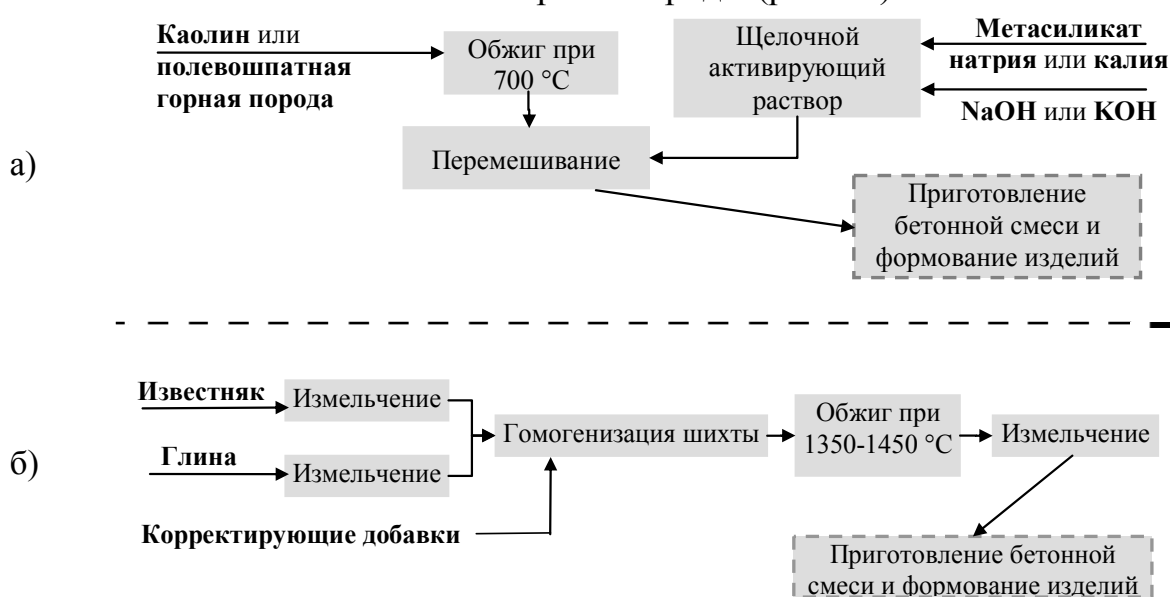 Каолин или
полевошпатная
горная порода
Обжиг при
700 °С
Щелочной
активирующий
раствор
Метасиликат
натрия или калия
NaOH или KOH
а)
Перемешивание
Приготовление
бетонной смеси и
формование изделий
Известняк
Измельчение
Глина
Измельчение
б)
Гомогенизация шихты
Обжиг при
1350-1450 °С
Измельчение
Корректирующие добавки
Приготовление бетонной
смеси и формование изделий